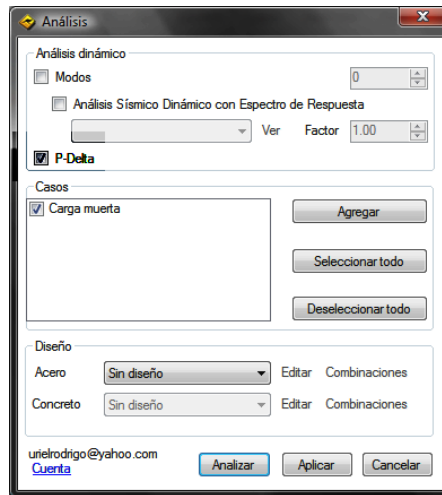 Análisis
Análisis dinámico
Modos 0
Análisis Sísmico Dinámico con Espectro de Respuesta
Ver Factor 1.00
P-Delta
Casos
Carga muerta
Agregar
Seleccionar todo
Deseleccionar todo
Diseño
Acero Sin diseño Editar Combinaciones
Concreto Sin diseño Editar Combinaciones
urielrodrigo@yahoo.com
Cuenta Analizar Aplicar Cancelar